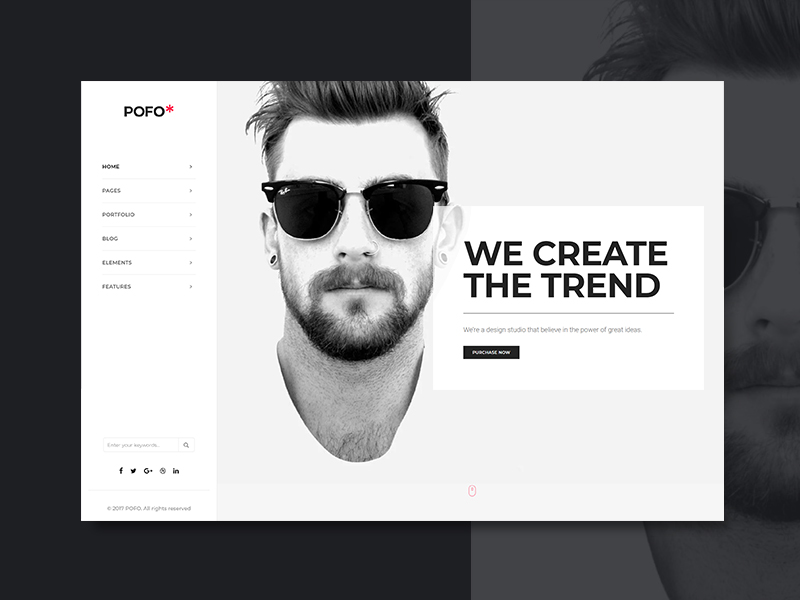 POFO*
HOME
PAGES
PORTFOLIO
BLOG
ELEMENTS
FEATURES
Enter your keywords...
© 2017 POFO. All rights reserved
Ray-Ban
WE CREATE
THE TREND
We're a design studio that believe in the power of great ideas.
PURCHASE NOW